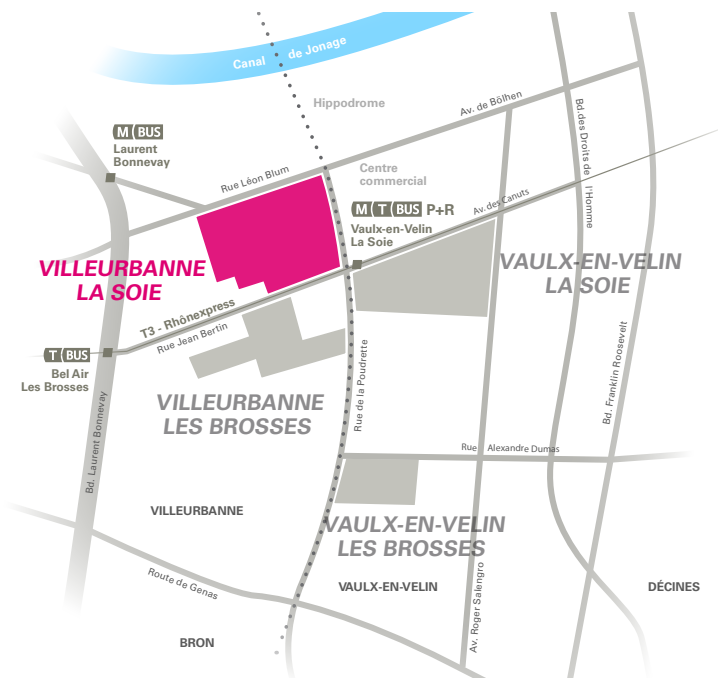 Canal de Jonage
Hippodrome
Av. de Böhlen
Bd.des Droits de l'Homme
M BUS
Laurent
Bonnevay
Rue Léon Blum
Centre
commercial
M T BUS P+R
Vaulx-en-Velin
La Soie
Av. des Canuts
VILLEURBANNE
LA SOIE
VAULX-EN-VELIN
LA SOIE
T3 - Rhônexpress
Rue Jean Bertin
T BUS
Bel Air
Les Brosses
Bd. Laurent Bonnevay
Rue de la Poudrette
Bd. Franklin Roosevelt
VILLEURBANNE
LES BROSSES
Rue Alexandre Dumas
VILLEURBANNE
VAULX-EN-VELIN
LES BROSSES
Route de Genas
VAULX-EN-VELIN
Av. Roger Salengro
DÉCINES
BRON